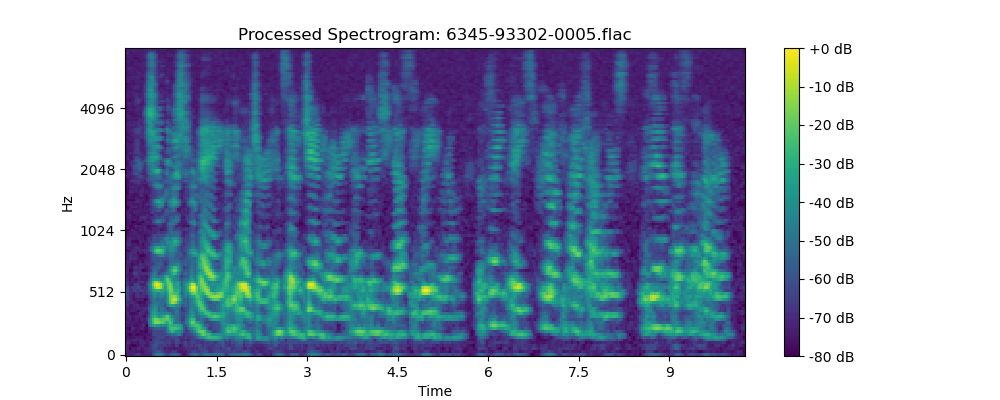 Processed Spectrogram: 6345-93302-0005.flac
Hz
4096
2048
1024
512
0
0 1.5 3 4.5 6 7.5 9
Time
+0 dB
-10 dB
-20 dB
-30 dB
-40 dB
-50 dB
-60 dB
-70 dB
-80 dB